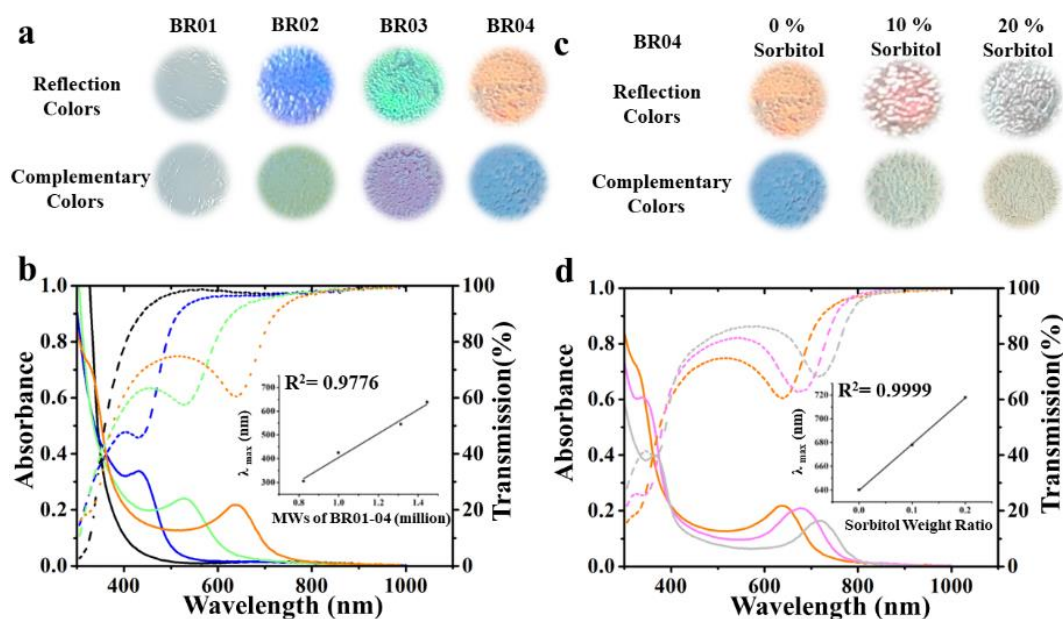 a
BR01 BR02 BR03 BR04
Reflection
Colors
Complementary
Colors
c
BR04
0 %
Sorbitol
10 %
Sorbitol
20 %
Sorbitol
Reflection
Colors
Complementary
Colors
b
1.0
0.8
0.6
0.4
0.2
0.0
Absorbance
400 600 800 1000
Wavelength (nm)
100
80
60
40
20
0
Transmission(%)
R²= 0.9776
700
600
500
400
300
λ max (nm)
0.8 1.0 1.2 1.4
MWs of BR01-04 (million)
d
1.0
0.8
0.6
0.4
0.2
0.0
Absorbance
400 600 800 1000
Wavelength (nm)
100
80
60
40
20
0
Transmission(%)
R²= 0.9999
720
680
640
λ max (nm)
0.0 0.1 0.2
Sorbitol Weight Ratio